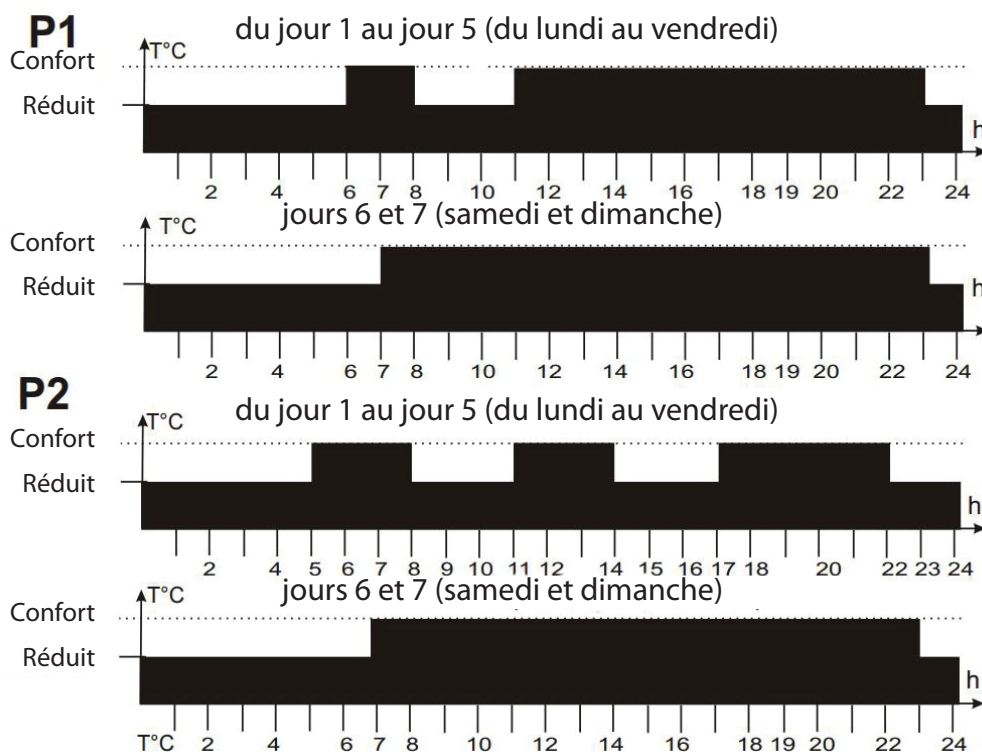 P1
du jour 1 au jour 5 (du lundi au vendredi)
T°C
Confort
Réduit
h
2 4 6 7 8 10 12 14 16 18 19 20 22 24
jours 6 et 7 (samedi et dimanche)
T°C
Confort
Réduit
h
2 4 6 7 8 10 12 14 16 18 19 20 22 24
P2
du jour 1 au jour 5 (du lundi au vendredi)
T°C
Confort
Réduit
h
2 4 5 6 7 8 9 10 11 12 14 15 16 17 18 20 22 23 24
jours 6 et 7 (samedi et dimanche)
T°C
Confort
Réduit
h
T°C 2 4 6 7 8 10 12 14 16 18 19 20 22 24